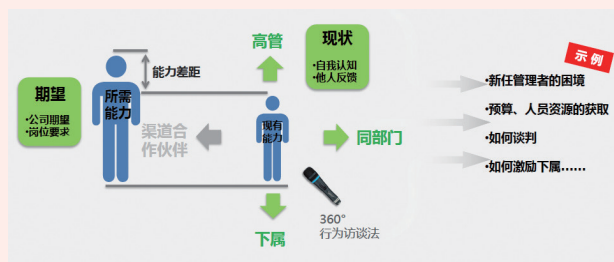 高管
现状
•自我认知
•他人反馈
示例
能力差距
期望
•公司期望
•岗位要求
所需
能力
现有
能力
渠道合
作伙伴
同部门
下属
360°
行为访谈法
•新任管理者的困境
•预算、人员资源的获取
•如何谈判
•如何激励下属......